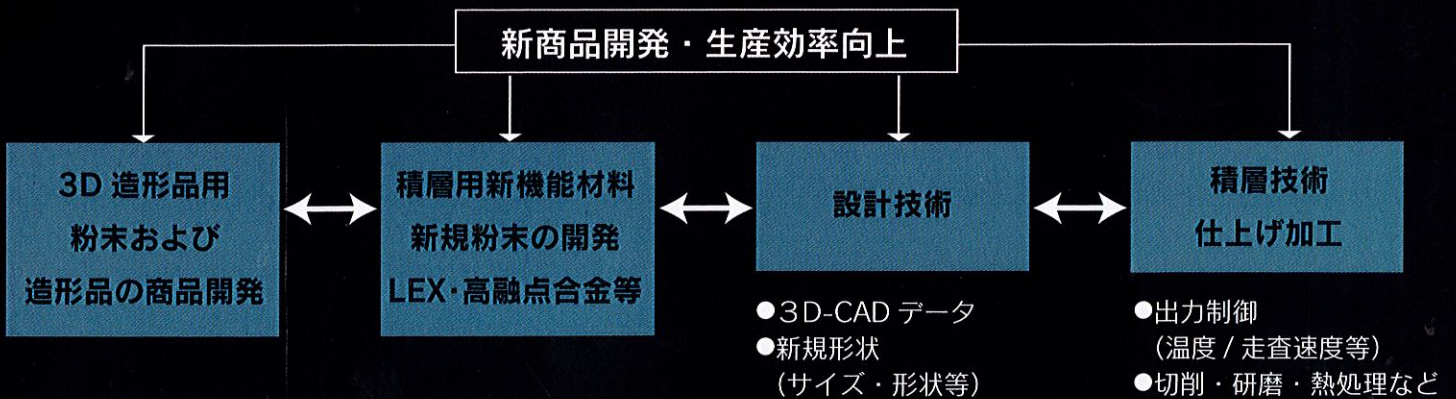 新商品開発・生産効率向上
3D 造形品用
粉末および
造形品の商品開発
積層用新機能材料
新規粉末の開発
LEX・高融点合金等
設計技術
積層技術
仕上げ加工
●3D-CAD データ
●新規形状
（サイズ・形状等）
●出力制御
（温度 / 走査速度等）
●切削・研磨・熱処理など